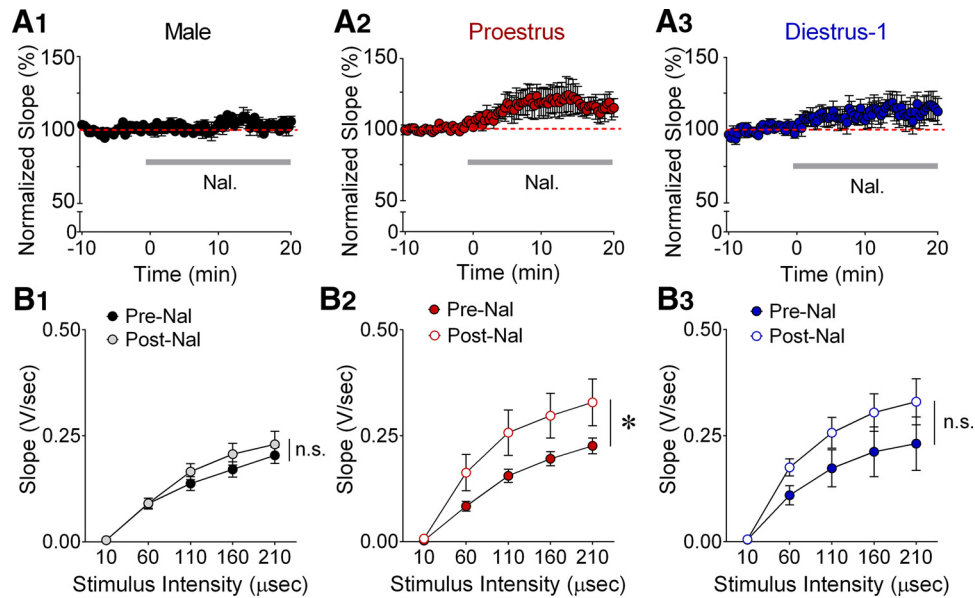 A1
Male
Normalized Slope (%)
150
100
50
0
Nal.
-10 0 10 20
Time (min)
A2
Proestrus
Normalized Slope (%)
150
100
50
0
Nal.
-10 0 10 20
Time (min)
A3
Diestrus-1
Normalized Slope (%)
150
100
50
0
Nal.
-10 0 10 20
Time (min)
B1
Pre-Nal
Post-Nal
Slope (V/sec)
0.50
0.25
0.00
n.s.
10 60 110 160 210
Stimulus Intensity (μsec)
B2
Pre-Nal
Post-Nal
Slope (V/sec)
0.50
0.25
0.00
*
10 60 110 160 210
Stimulus Intensity (μsec)
B3
Pre-Nal
Post-Nal
Slope (V/sec)
0.50
0.25
0.00
n.s.
10 60 110 160 210
Stimulus Intensity (μsec)